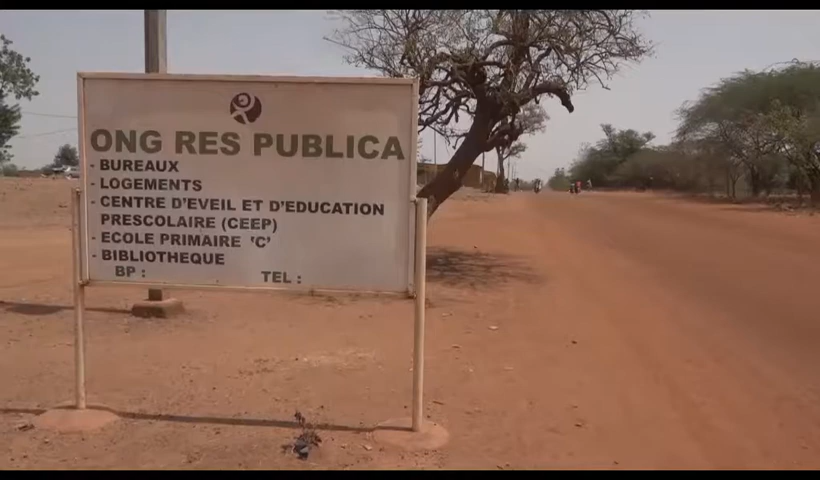 ONG RES PUBLICA
- BUREAUX
- LOGEMENTS
- CENTRE D'EVEIL ET D'EDUCATION
PRESCOLAIRE (CEEP)
- ECOLE PRIMAIRE 'C'
- BIBLIOTHEQUE
BP : TEL :